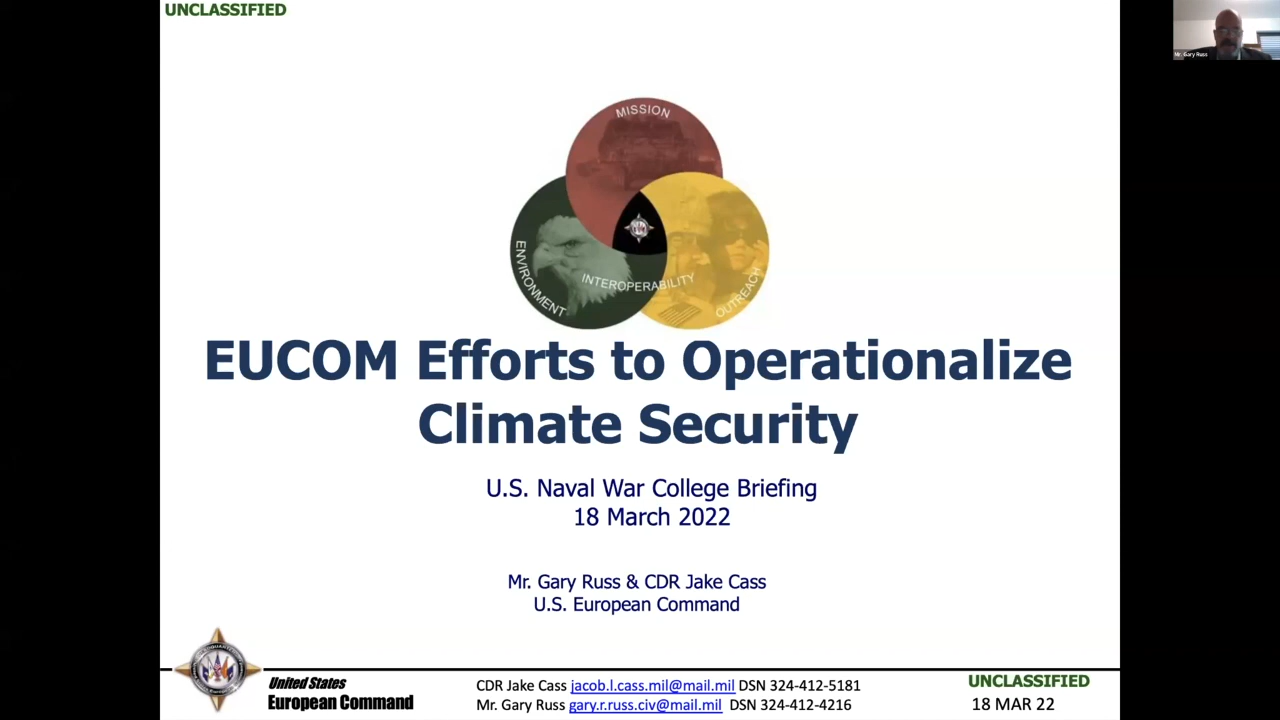 UNCLASSIFIED
Mr. Gary Russ
MISSION
ENVIRONMENT
INTEROPERABILITY
OUTREACH
EUCOM Efforts to Operationalize
Climate Security
U.S. Naval War College Briefing
18 March 2022
Mr. Gary Russ & CDR Jake Cass
U.S. European Command
United States
European Command
CDR Jake Cass jacob.l.cass.mil@mail.mil DSN 324-412-5181
Mr. Gary Russ gary.r.russ.civ@mail.mil DSN 324-412-4216
UNCLASSIFIED
18 MAR 22